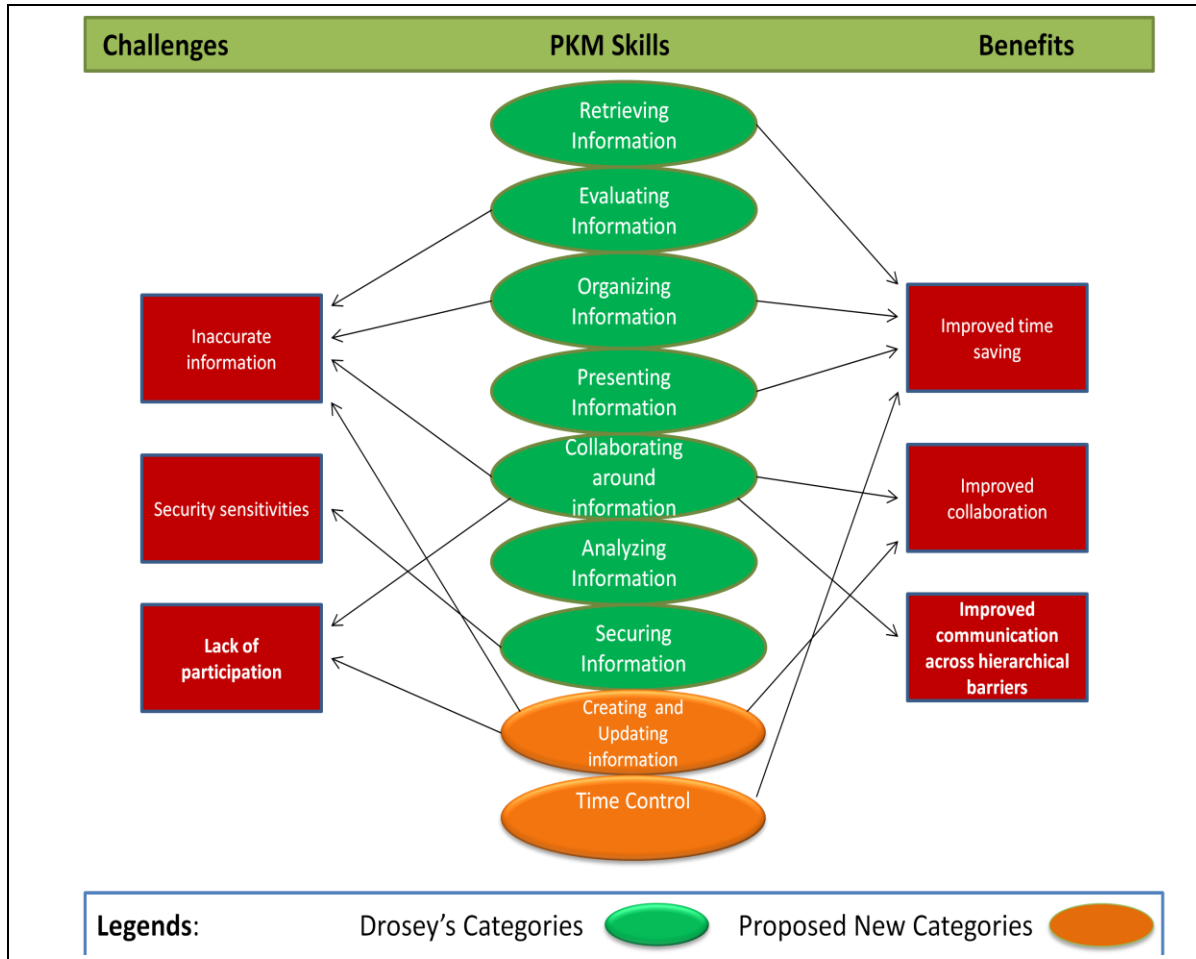 Challenges PKM Skills Benefits
Retrieving
Information
Evaluating
Information
Organizing
Information
Presenting
Information
Collaborating
around
information
Analyzing
Information
Securing
Information
Creating and
Updating
information
Time Control
Inaccurate
information
Security sensitivities
Lack of
participation
Improved time
saving
Improved
collaboration
Improved
communication
across hierarchical
barriers
Legends: Drosey's Categories Proposed New Categories